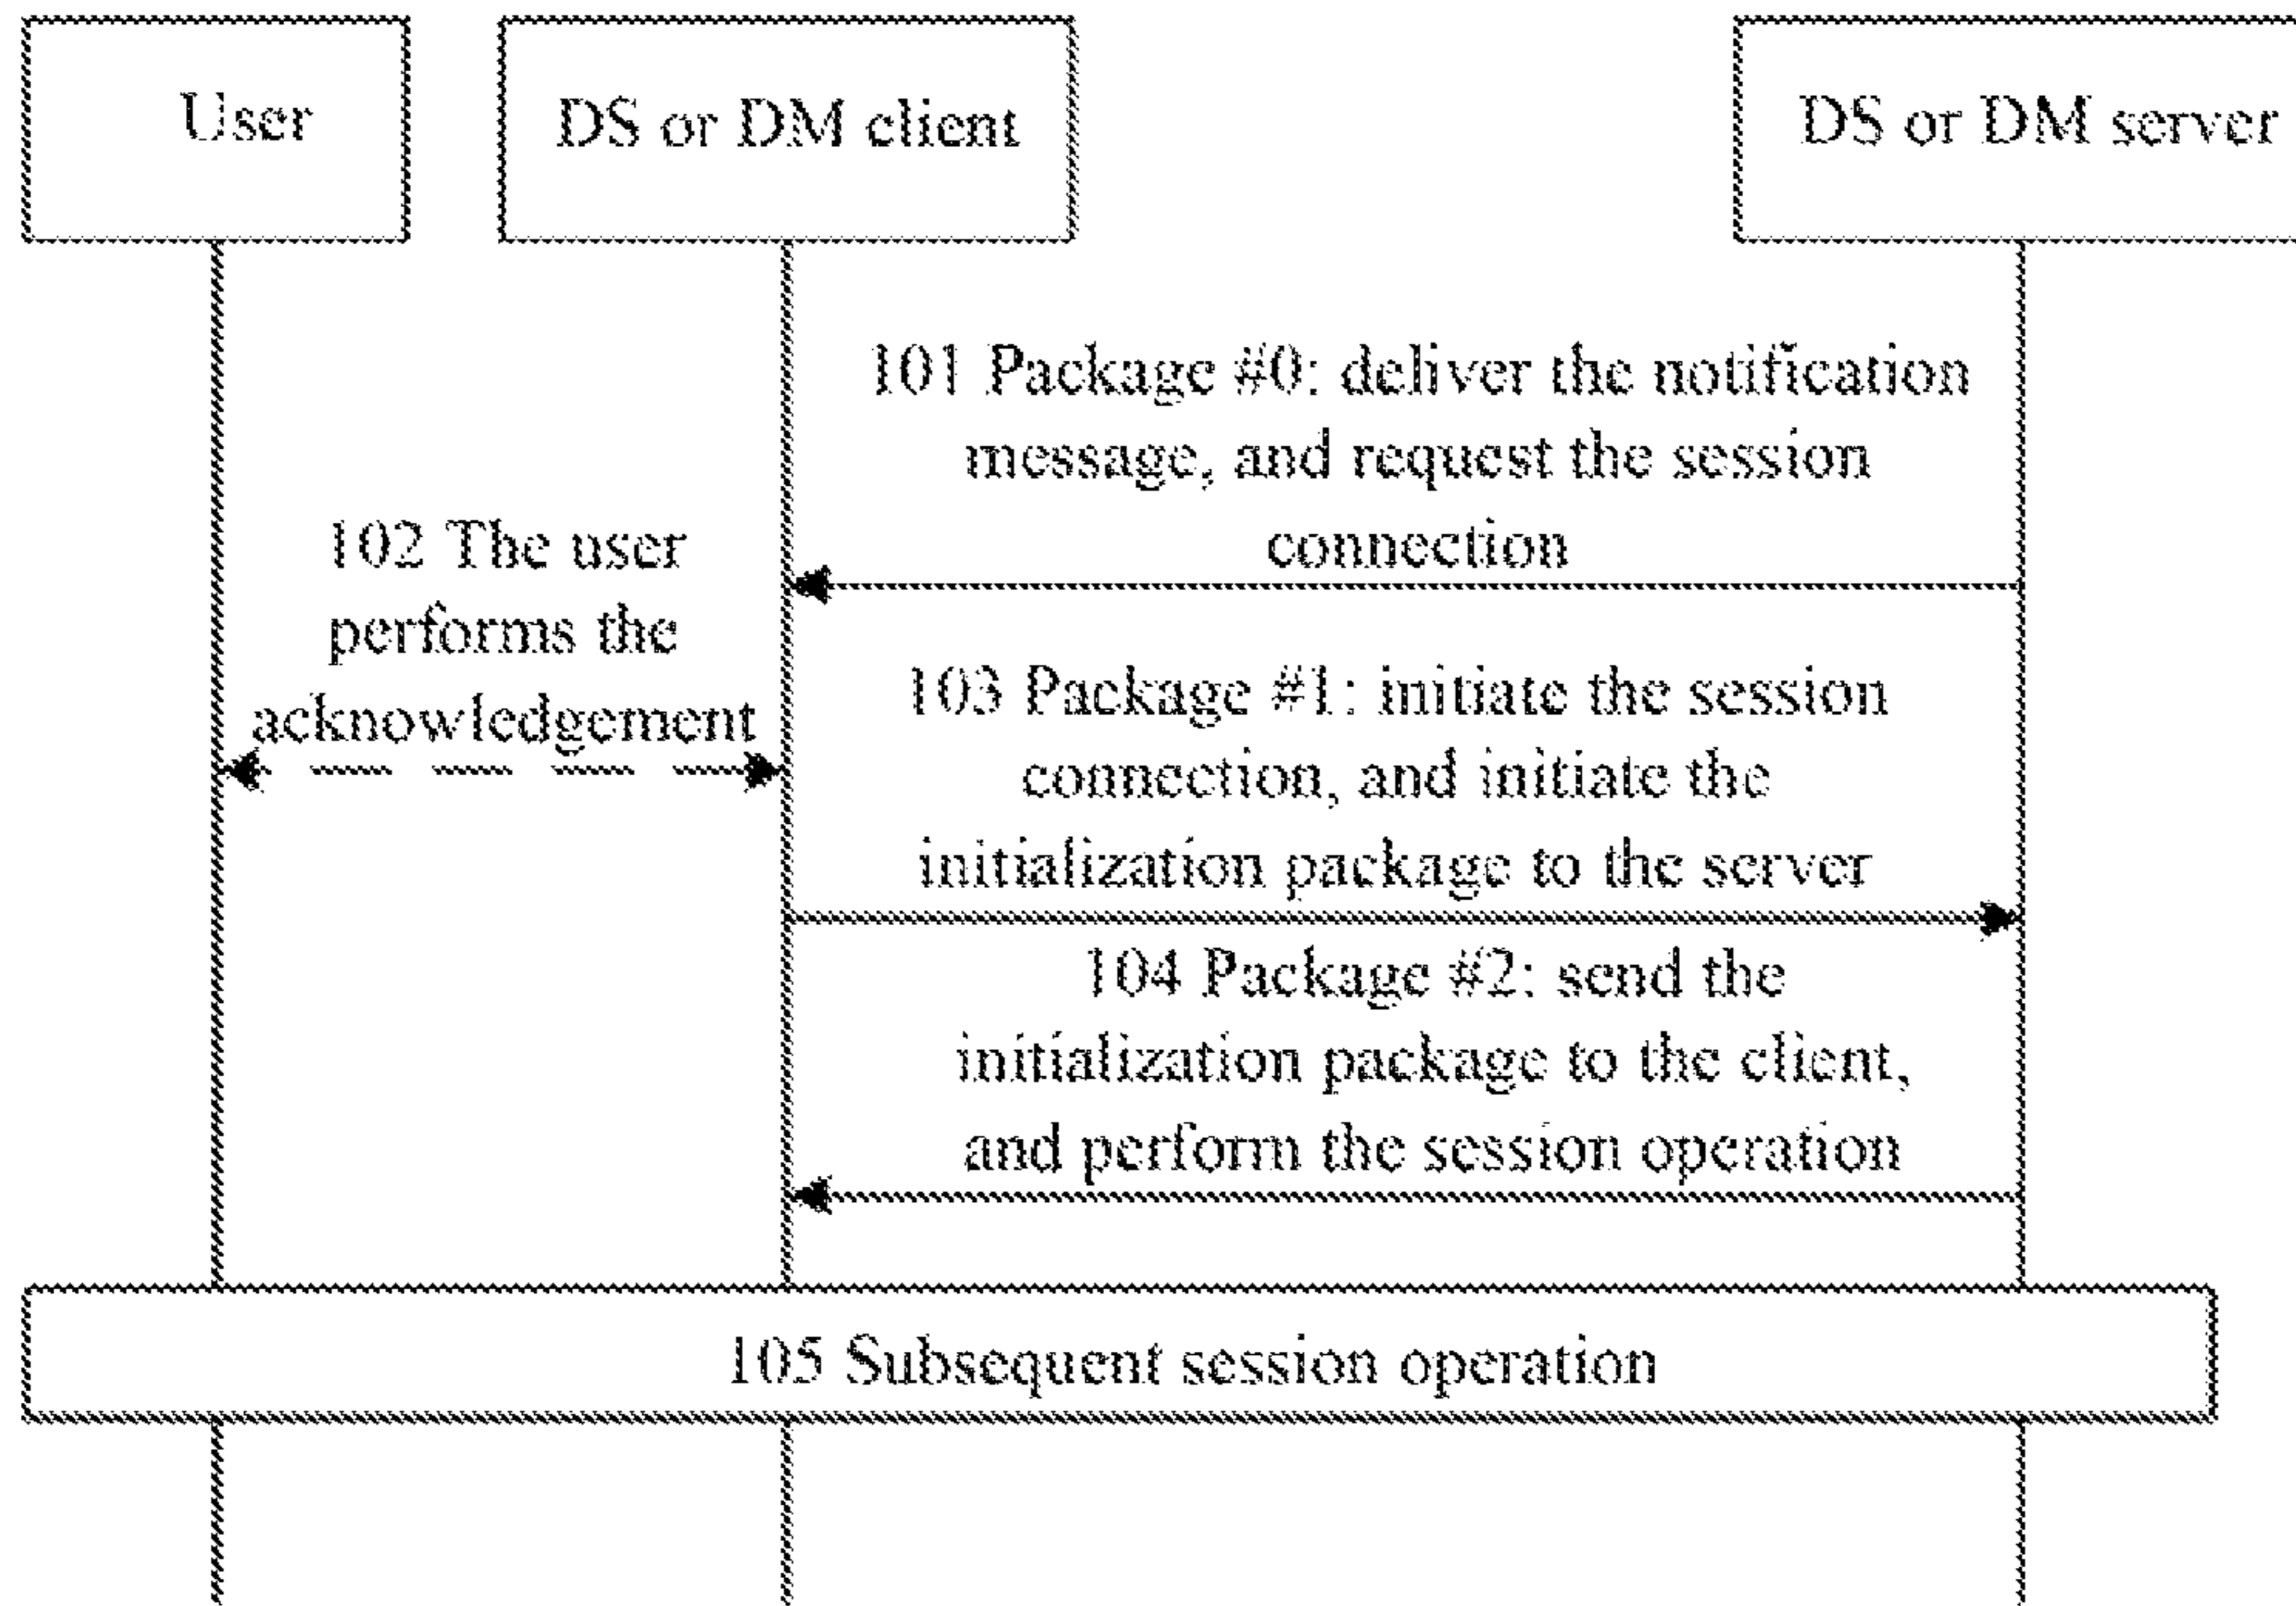 User
DS or DM client
DS or DM server
101 Package #0: deliver the notification
message, and request the session
connection
102 The user
performs the
acknowledgement
103 Package #1: initiate the session
connection, and initiate the
initialization package to the server
104 Package #2: send the
initialization package to the client,
and perform the session operation
105 Subsequent session operation